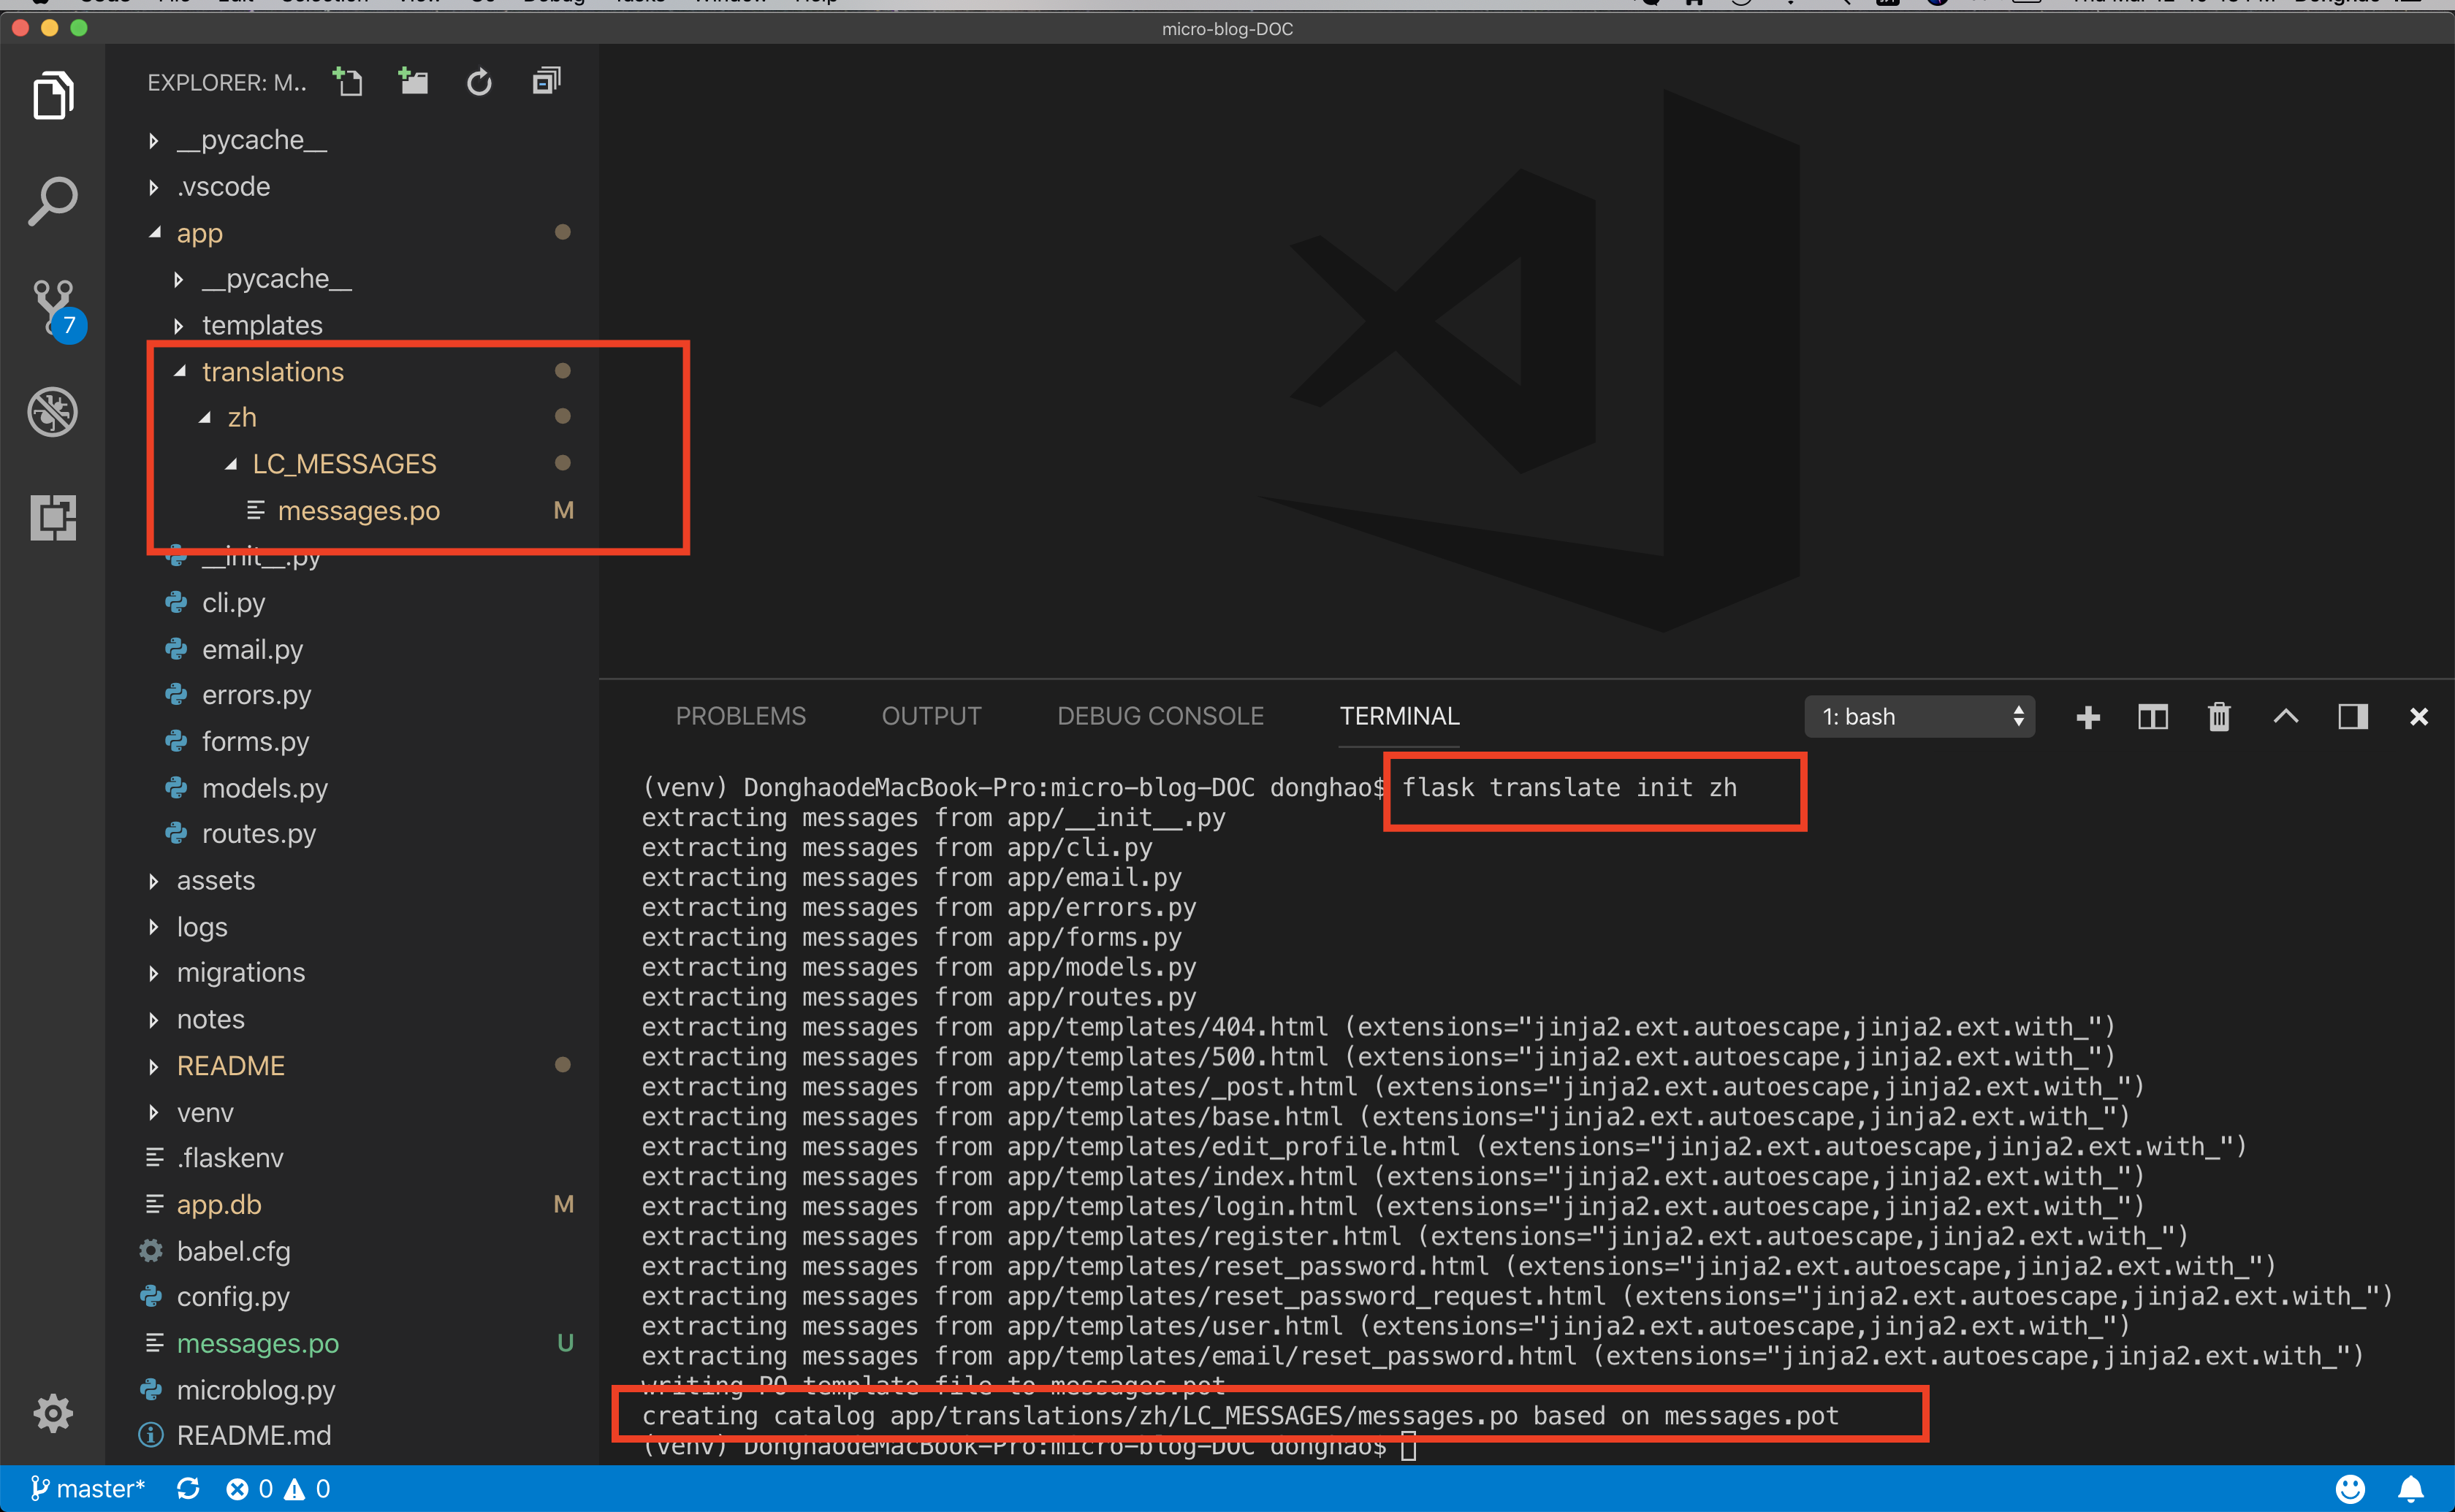 micro-blog-DOC
EXPLORER: M..
__pycache__
.vscode
app
__pycache__
templates
translations
zh
LC_MESSAGES
messages.po M
__init__.py
cli.py
email.py
errors.py
forms.py
models.py
routes.py
assets
logs
migrations
notes
README
venv
.flaskenv
app.db M
babel.cfg
config.py
messages.po U
microblog.py
README.md
7
PROBLEMS OUTPUT DEBUG CONSOLE TERMINAL 1: bash
(venv) DonghaodeMacBook-Pro:micro-blog-DOC donghao$ flask translate init zh
extracting messages from app/__init__.py
extracting messages from app/cli.py
extracting messages from app/email.py
extracting messages from app/errors.py
extracting messages from app/forms.py
extracting messages from app/models.py
extracting messages from app/routes.py
extracting messages from app/templates/404.html (extensions="jinja2.ext.autoescape,jinja2.ext.with_")
extracting messages from app/templates/500.html (extensions="jinja2.ext.autoescape,jinja2.ext.with_")
extracting messages from app/templates/_post.html (extensions="jinja2.ext.autoescape,jinja2.ext.with_")
extracting messages from app/templates/base.html (extensions="jinja2.ext.autoescape,jinja2.ext.with_")
extracting messages from app/templates/edit_profile.html (extensions="jinja2.ext.autoescape,jinja2.ext.with_")
extracting messages from app/templates/index.html (extensions="jinja2.ext.autoescape,jinja2.ext.with_")
extracting messages from app/templates/login.html (extensions="jinja2.ext.autoescape,jinja2.ext.with_")
extracting messages from app/templates/register.html (extensions="jinja2.ext.autoescape,jinja2.ext.with_")
extracting messages from app/templates/reset_password.html (extensions="jinja2.ext.autoescape,jinja2.ext.with_")
extracting messages from app/templates/reset_password_request.html (extensions="jinja2.ext.autoescape,jinja2.ext.with_")
extracting messages from app/templates/user.html (extensions="jinja2.ext.autoescape,jinja2.ext.with_")
extracting messages from app/templates/email/reset_password.html (extensions="jinja2.ext.autoescape,jinja2.ext.with_")
writing PO template file to messages.pot
creating catalog app/translations/zh/LC_MESSAGES/messages.po based on messages.pot
(venv) DonghaodeMacBook-Pro:micro-blog-DOC donghao$
master* 0 0